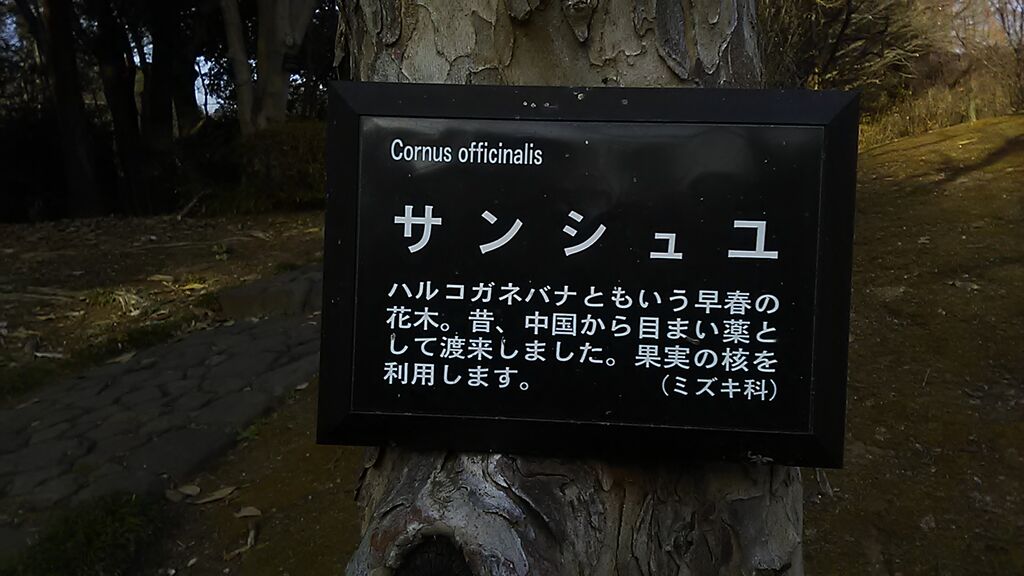 Cornus officinalis
サンシュユ
ハルコガネバナともいう早春の
花木。昔、中国から目まい薬と
して渡来しました。果実の核を
利用します。 （ミズキ科）